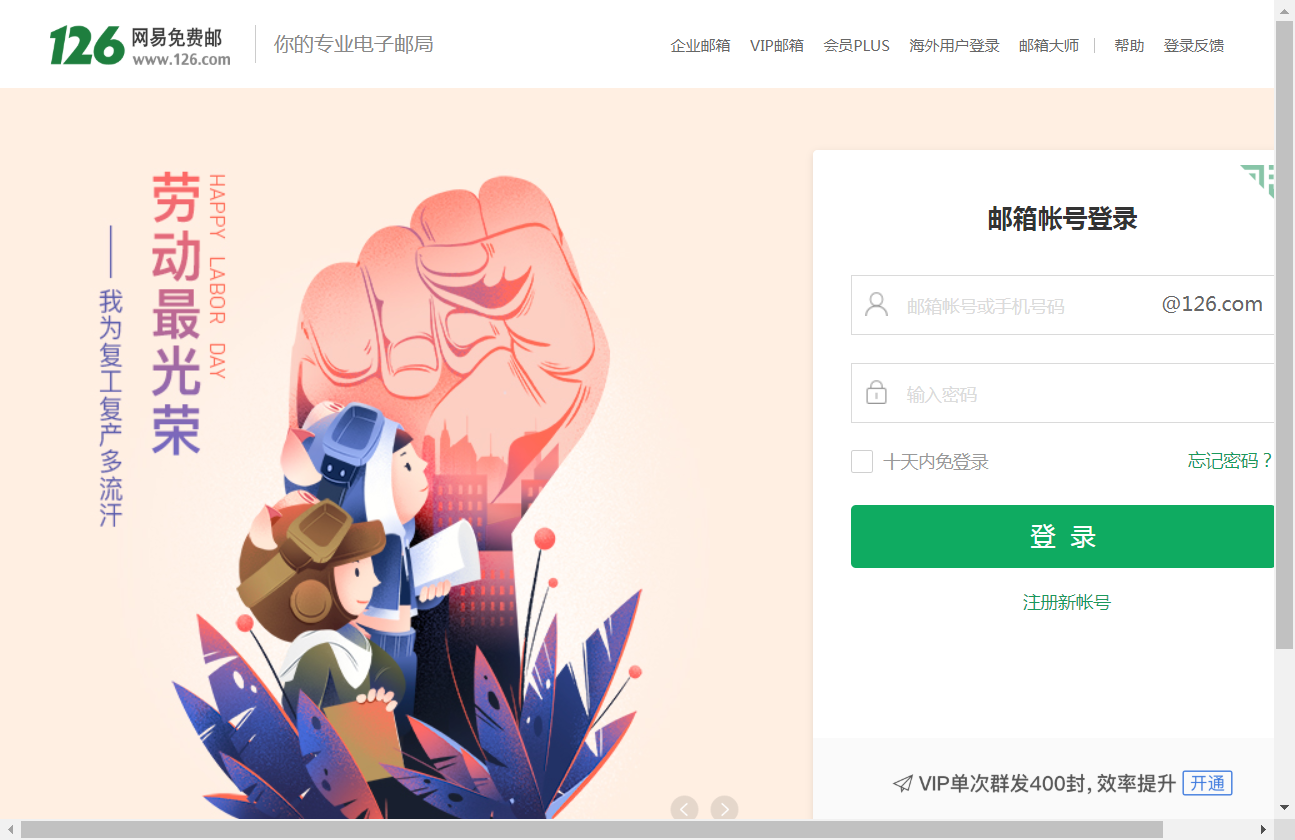 126 网易免费邮
www.126.com
你的专业电子邮局
企业邮箱 VIP邮箱 会员PLUS 海外用户登录 邮箱大师 帮助 登录反馈
劳动最光荣
HAPPY LABOR DAY
我为复工复产多流汗
邮箱帐号登录
邮箱帐号或手机号码 @126.com
输入密码
十天内免登录 忘记密码？
登 录
注册新帐号
VIP单次群发400封, 效率提升 开通